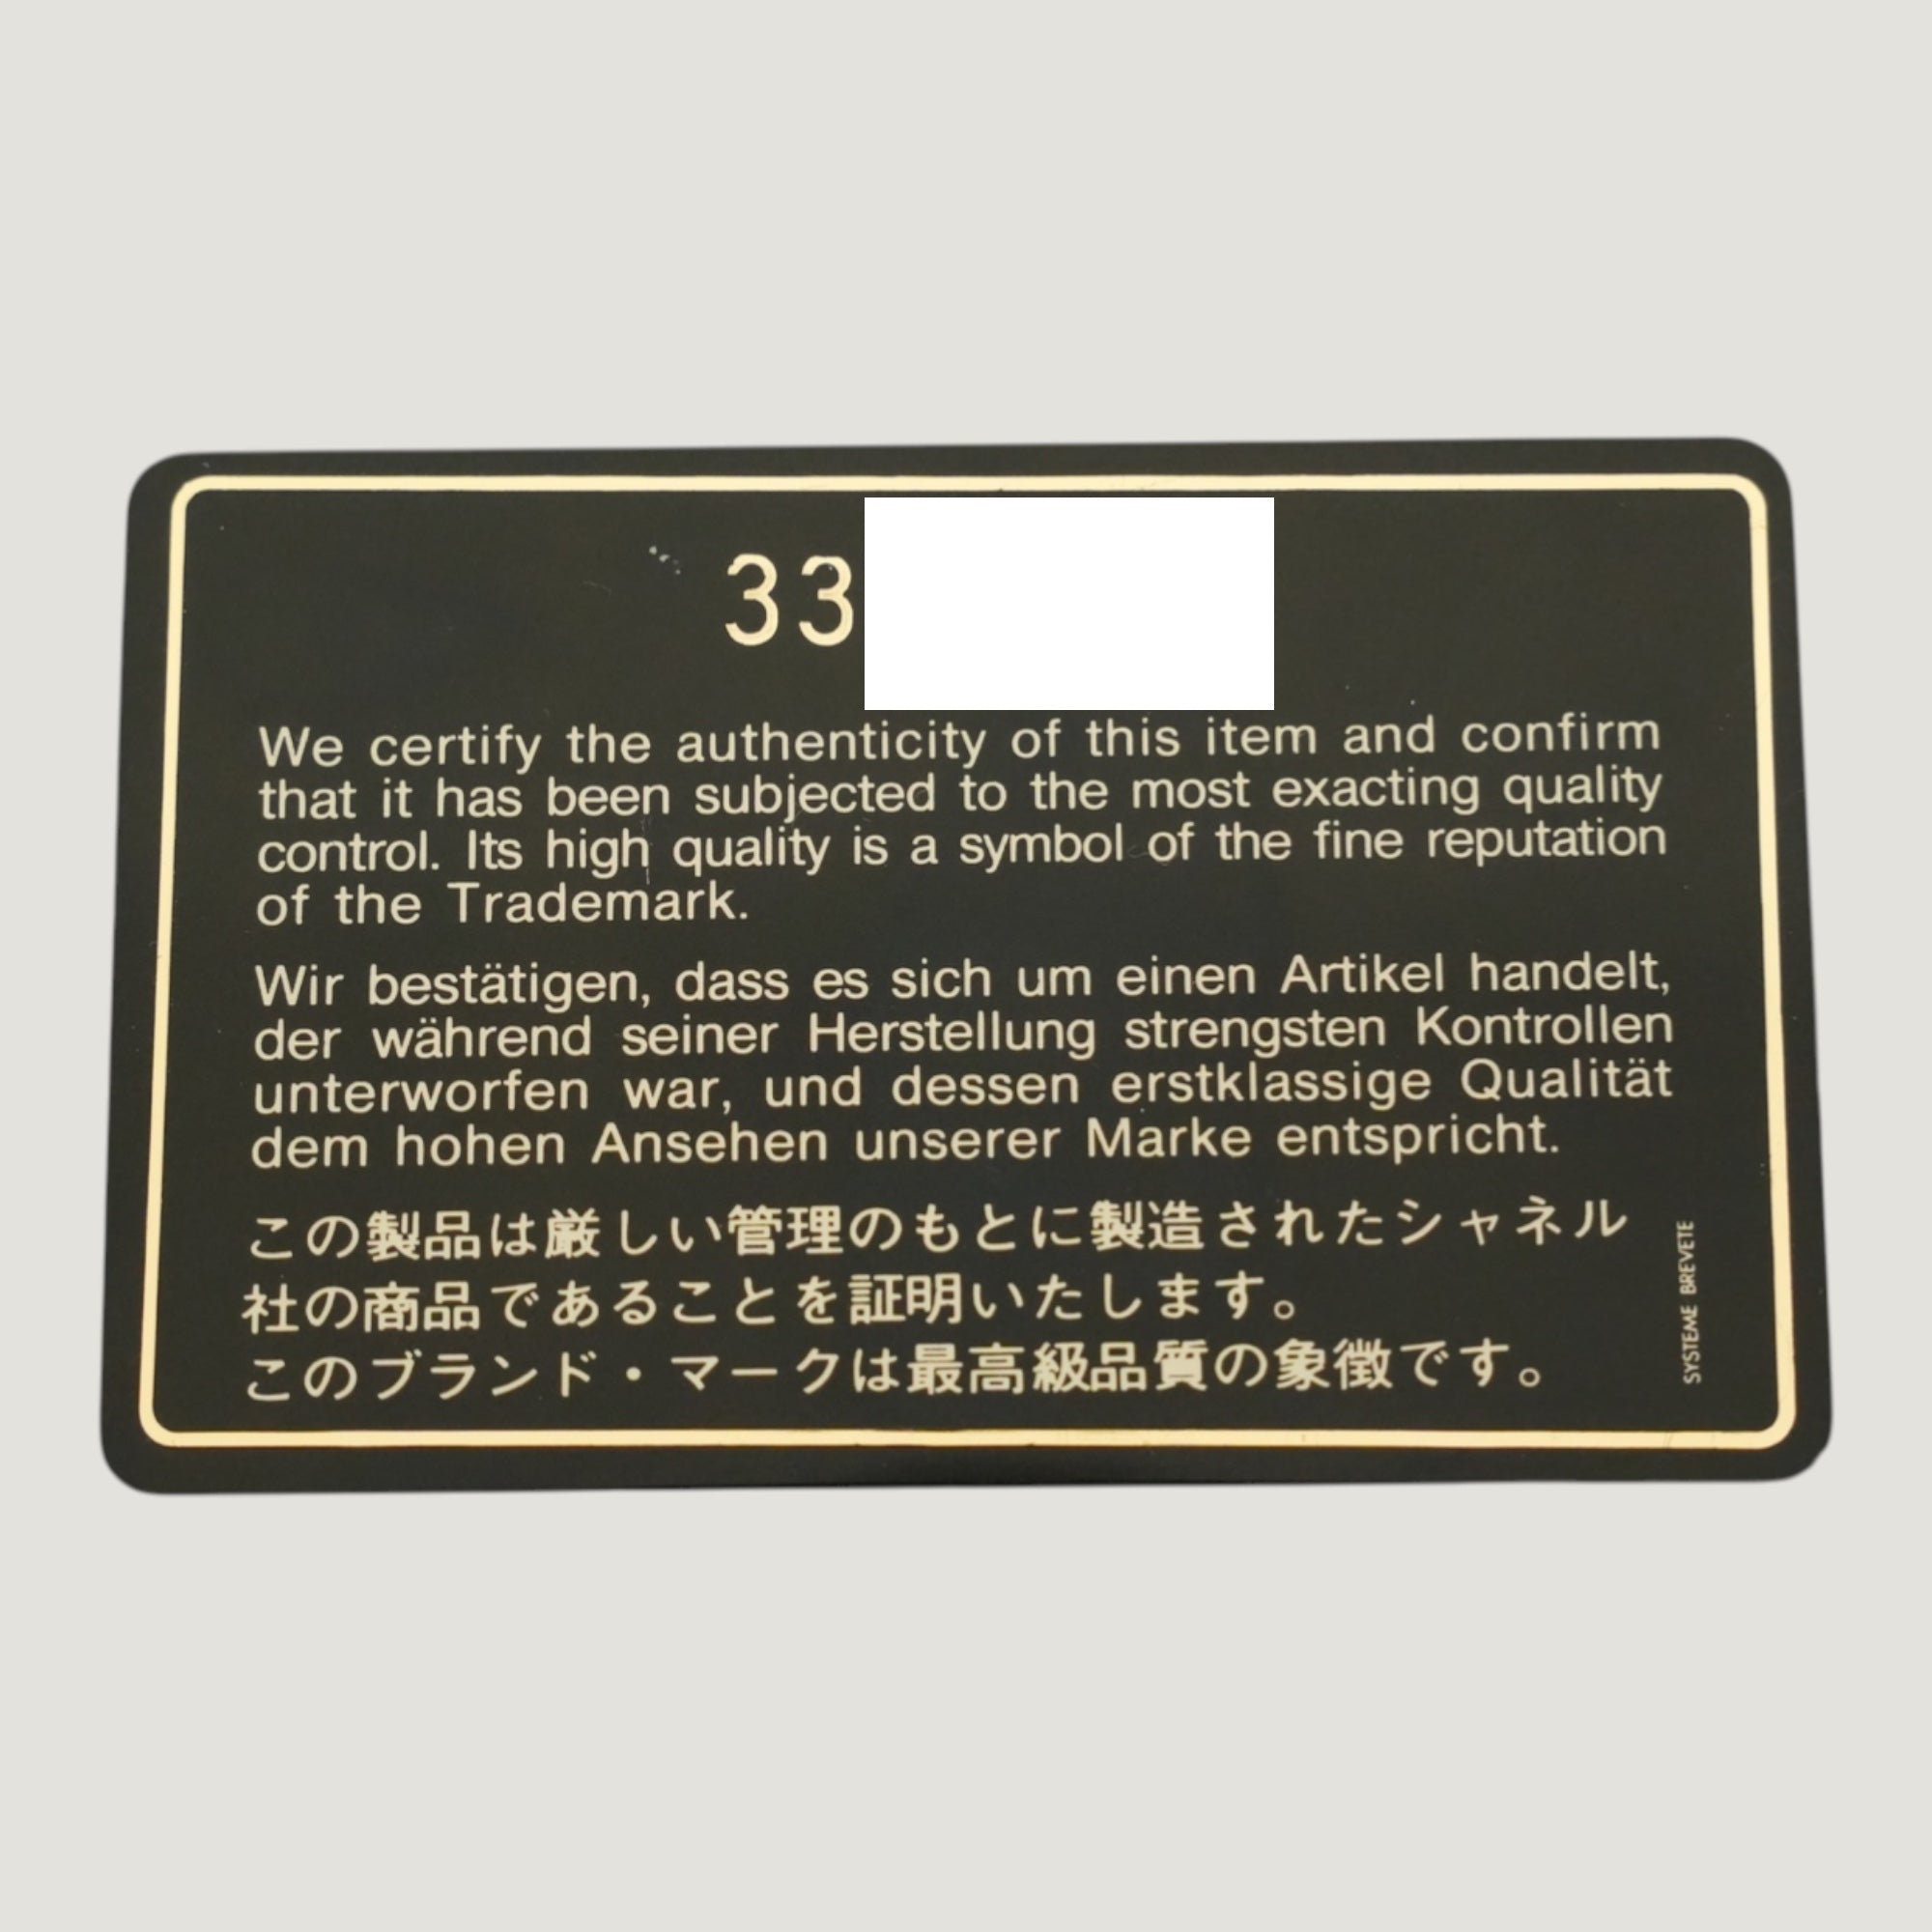 33
We certify the authenticity of this item and confirm
that it has been subjected to the most exacting quality
control. Its high quality is a symbol of the fine reputation
of the Trademark.
Wir bestätigen, dass es sich um einen Artikel handelt,
der während seiner Herstellung strengsten Kontrollen
unterworfen war, und dessen erstklassige Qualität
dem hohen Ansehen unserer Marke entspricht.
この製品は厳しい管理のもとに製造されたシャネル
社の商品であることを証明いたします。
このブランド・マークは最高級品質の象徴です。
SYSTEME BREVETE